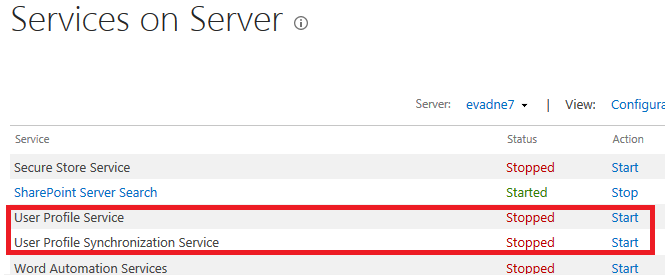 Services on Server
Server: evadne7 | View: Configura
Service Status Action
Secure Store Service Stopped Start
SharePoint Server Search Started Stop
User Profile Service Stopped Start
User Profile Synchronization Service Stopped Start
Word Automation Services Stopped Start